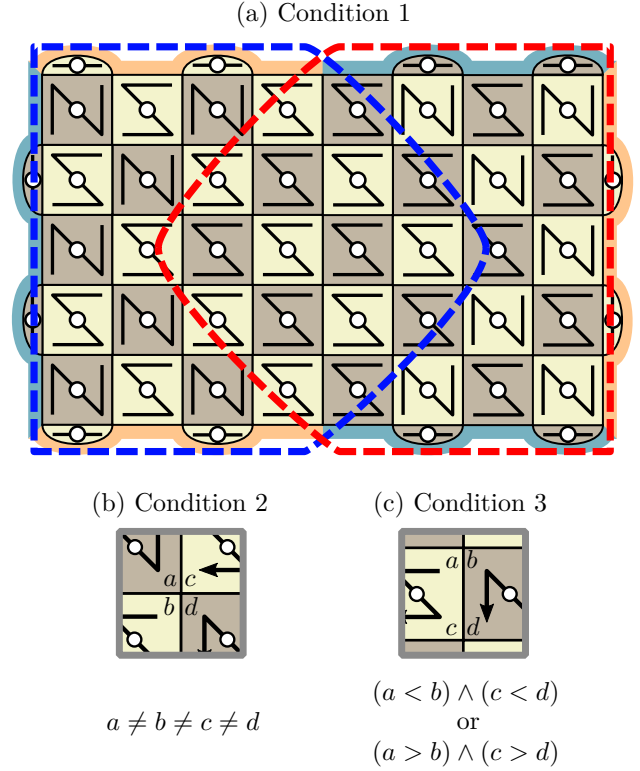 (a) Condition 1
(b) Condition 2
a c
b d
a ≠ b ≠ c ≠ d
(c) Condition 3
a b
c d
(a < b) ∧ (c < d)
or
(a > b) ∧ (c > d)